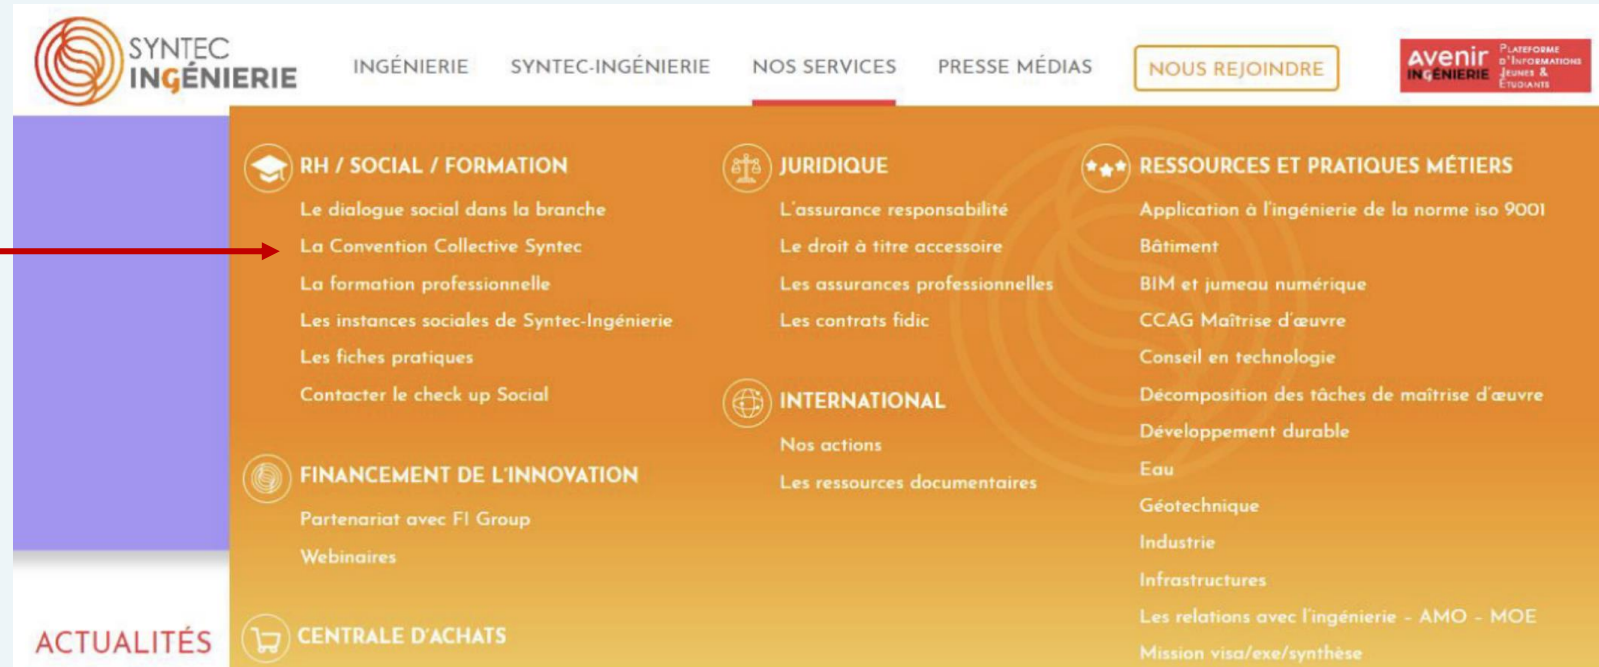 SYNTEC
INGÉNIERIE
INGÉNIERIE
SYNTEC-INGÉNIERIE
NOS SERVICES
PRESSE MÉDIAS
NOUS REJOINDRE
Avenir
INGÉNIERIE
PLATEFORME
D'INFORMATIONS
JEUNES &
ÉTUDIANTS
RH / SOCIAL / FORMATION
Le dialogue social dans la branche
La Convention Collective Syntec
La formation professionnelle
Les instances sociales de Syntec-Ingénierie
Les fiches pratiques
Contacter le check up Social
FINANCEMENT DE L'INNOVATION
Partenariat avec FI Group
Webinaires
CENTRALE D'ACHATS
JURIDIQUE
L'assurance responsabilité
Le droit à titre accessoire
Les assurances professionnelles
Les contrats fidic
INTERNATIONAL
Nos actions
Les ressources documentaires
RESSOURCES ET PRATIQUES MÉTIERS
Application à l'ingénierie de la norme iso 9001
Bâtiment
BIM et jumeau numérique
CCAG Maîtrise d'œuvre
Conseil en technologie
Décomposition des tâches de maîtrise d'œuvre
Développement durable
Eau
Géotechnique
Industrie
Infrastructures
Les relations avec l'ingénierie - AMO - MOE
Mission visa/exe/synthèse
ACTUALITÉS